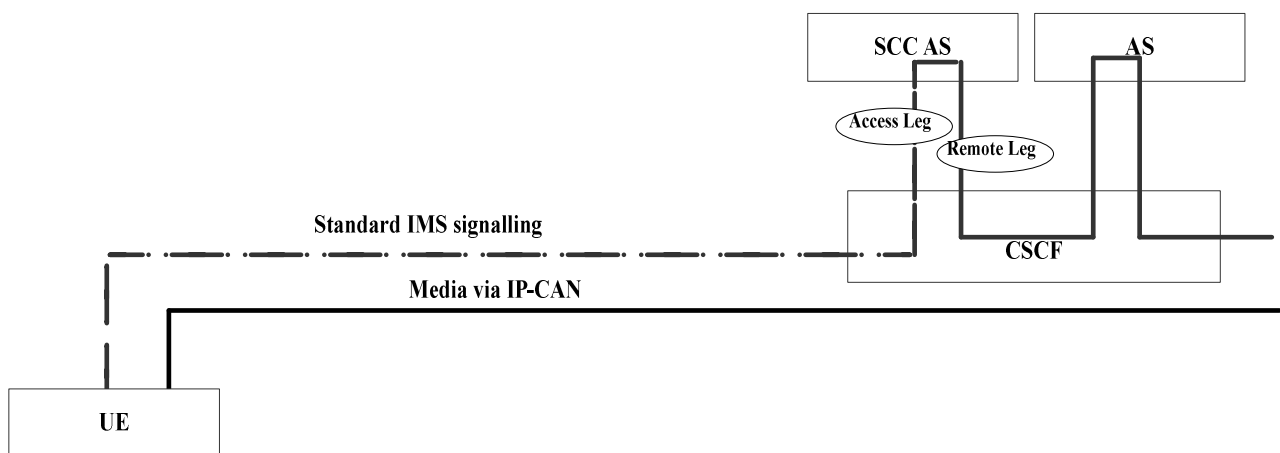 SCC AS
AS
Access Leg
Remote Leg
Standard IMS signalling
CSCF
Media via IP-CAN
UE